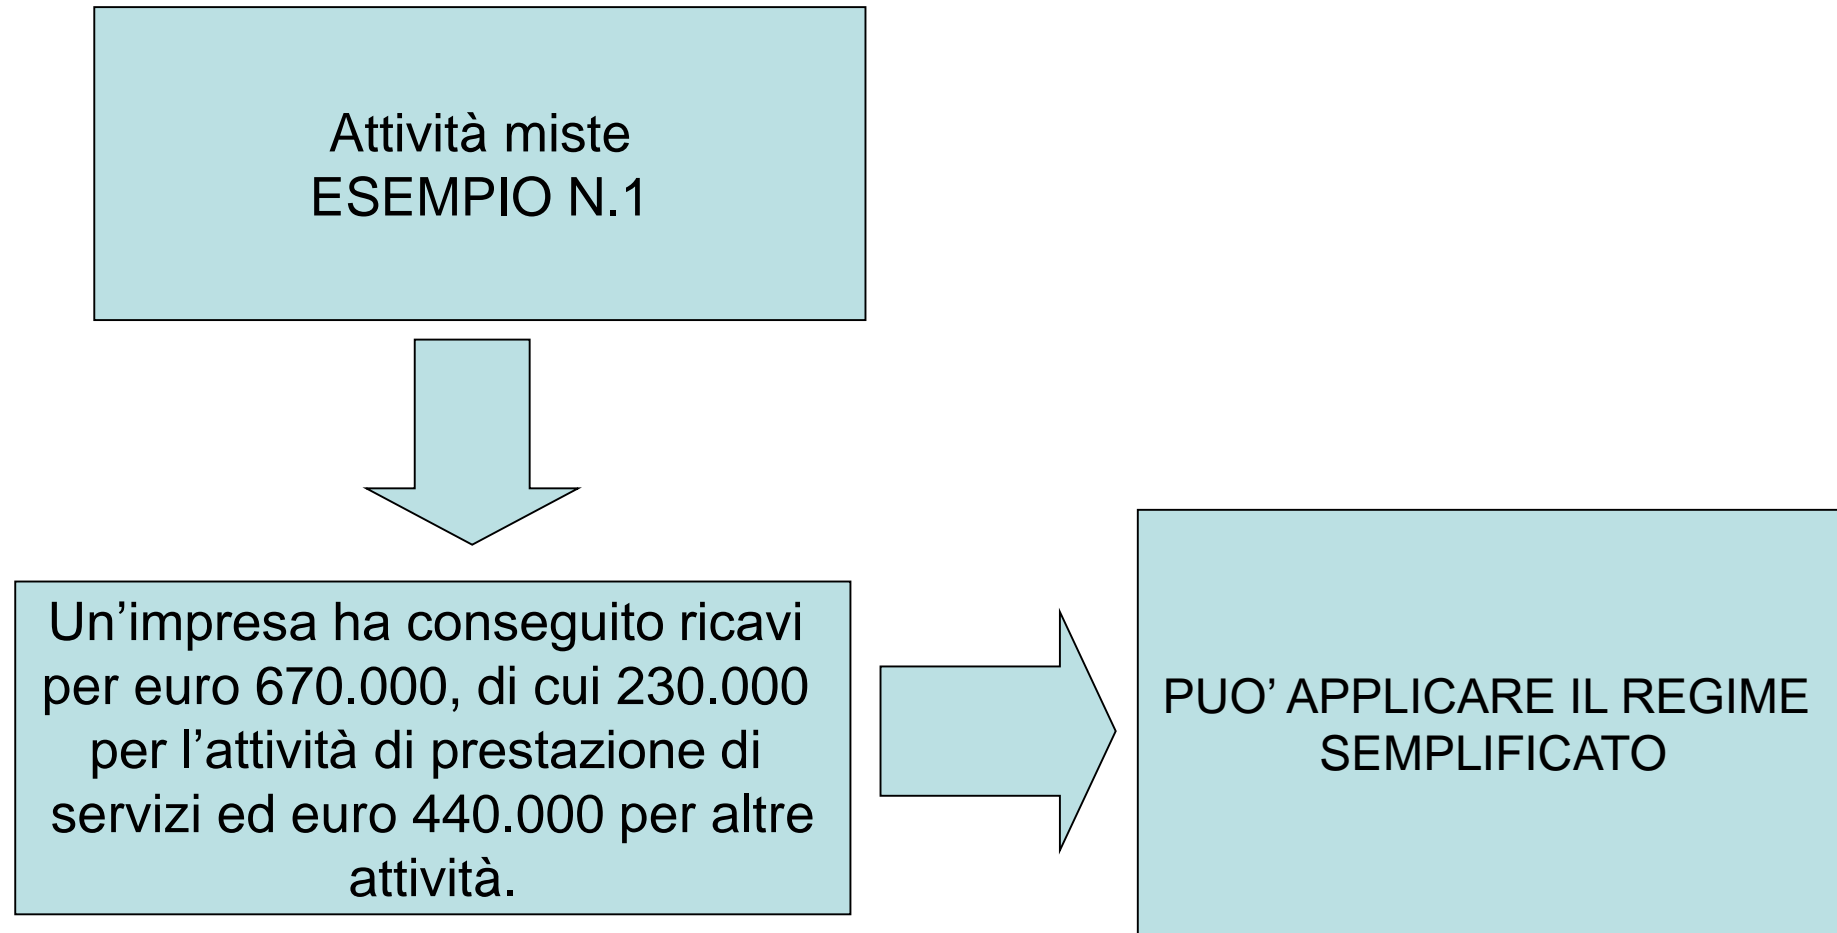 Attività miste
ESEMPIO N.1
Un’impresa ha conseguito ricavi
per euro 670.000, di cui 230.000
per l’attività di prestazione di
servizi ed euro 440.000 per altre
attività.
PUO’ APPLICARE IL REGIME
SEMPLIFICATO